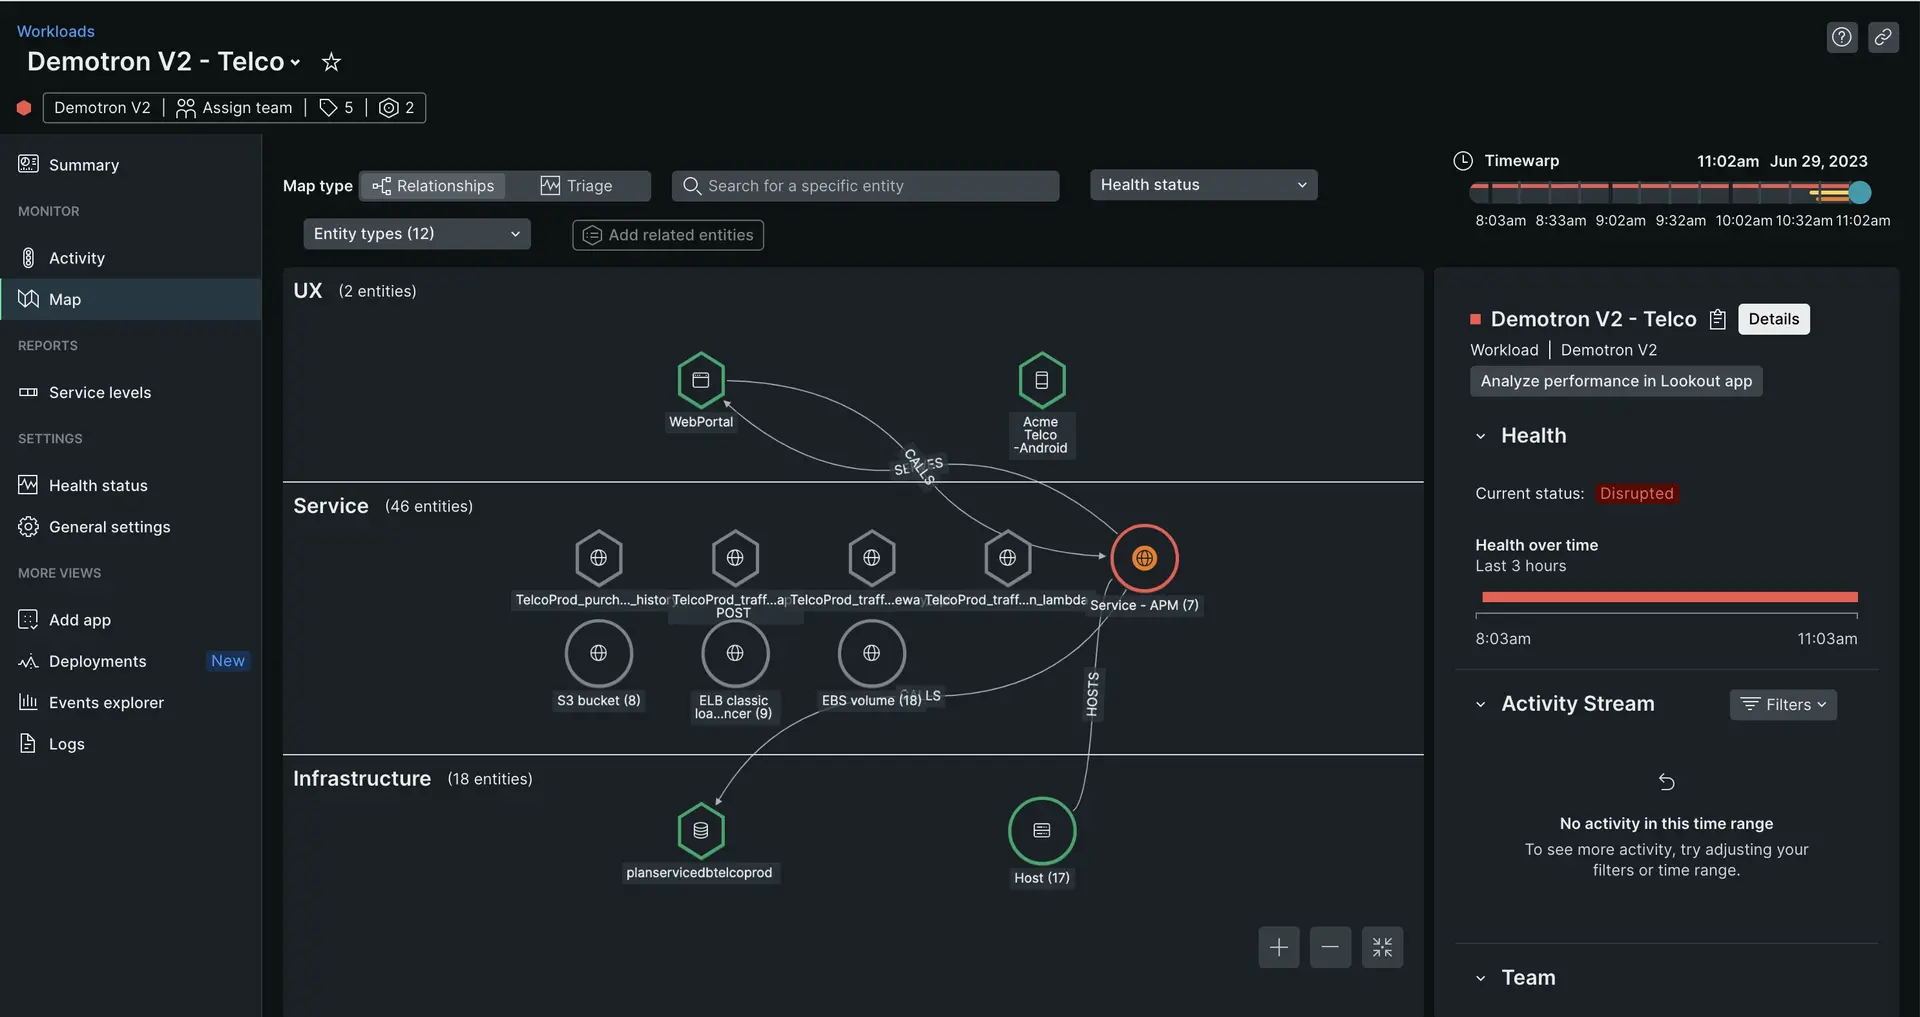 Workloads
Demotron V2 - Telco
Demotron V2 | Assign team | 5 | 2
Summary
MONITOR
Activity
Map
REPORTS
Service levels
SETTINGS
Health status
General settings
MORE VIEWS
Add app
Deployments New
Events explorer
Logs
Map type Relationships Triage
Search for a specific entity
Health status
Entity types (12)
Add related entities
Timewarp 11:02am Jun 29, 2023
8:03am 8:33am 9:02am 9:32am 10:02am 10:32am 11:02am
UX (2 entities)
WebPortal
Acme
Telco
-Android
CALLS
Service (46 entities)
TelcoProd_purch..._histor
TelcoProd_traff...a
POST
TelcoProd_traff...eway
TelcoProd_traff...n_lambda
Service - APM (7)
S3 bucket (8)
ELB classic
loa...ncer (9)
EBS volume (18)
HOSTS
Infrastructure (18 entities)
planservicedbtelcoprod
Host (17)
Demotron V2 - Telco Details
Workload | Demotron V2
Analyze performance in Lookout app
Health
Current status: Disrupted
Health over time
Last 3 hours
8:03am 11:03am
Activity Stream Filters
No activity in this time range
To see more activity, try adjusting your
filters or time range.
Team